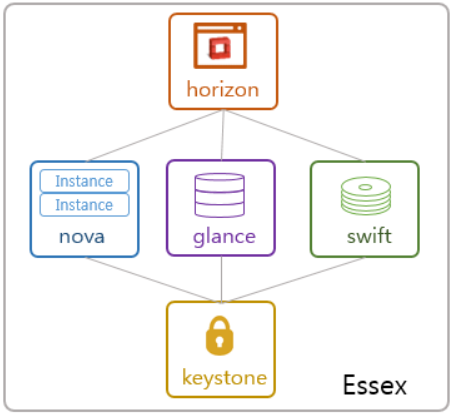 horizon
Instance
Instance
nova
glance
swift
keystone
Essex